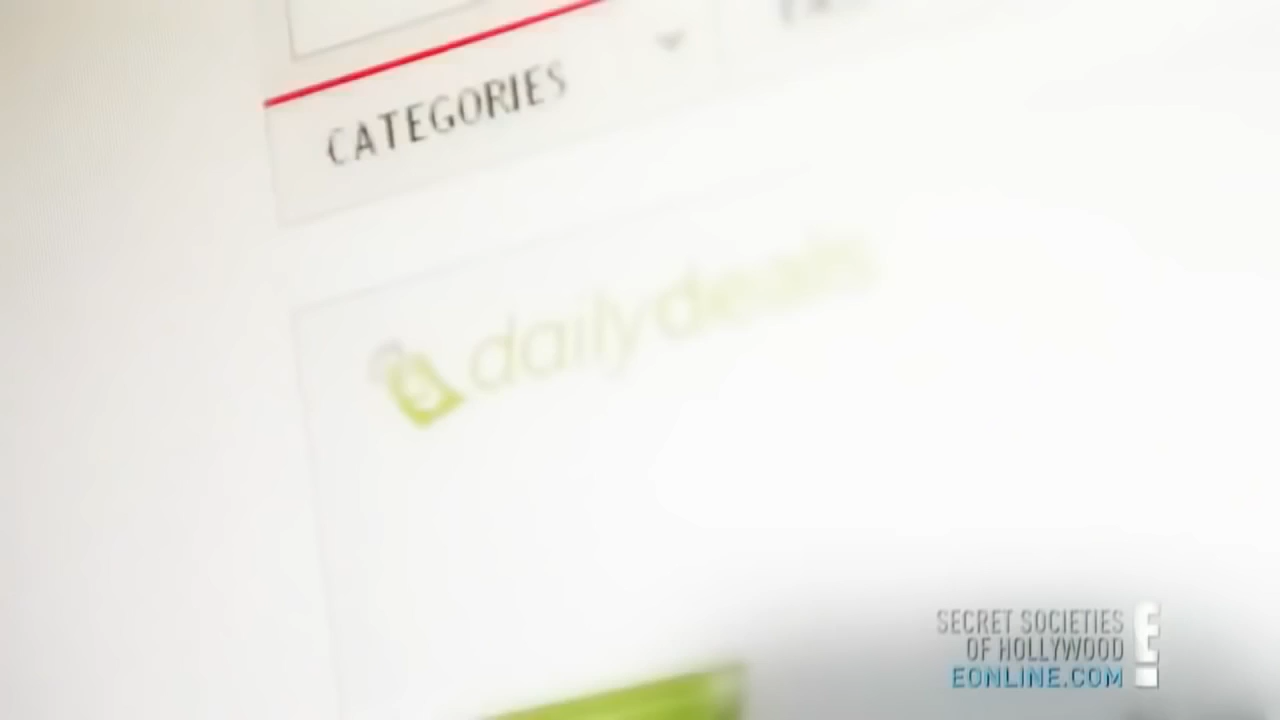 CATEGORIES
dailydeals
SECRET SOCIETIES
OF HOLLYWOOD
EONLINE.COM